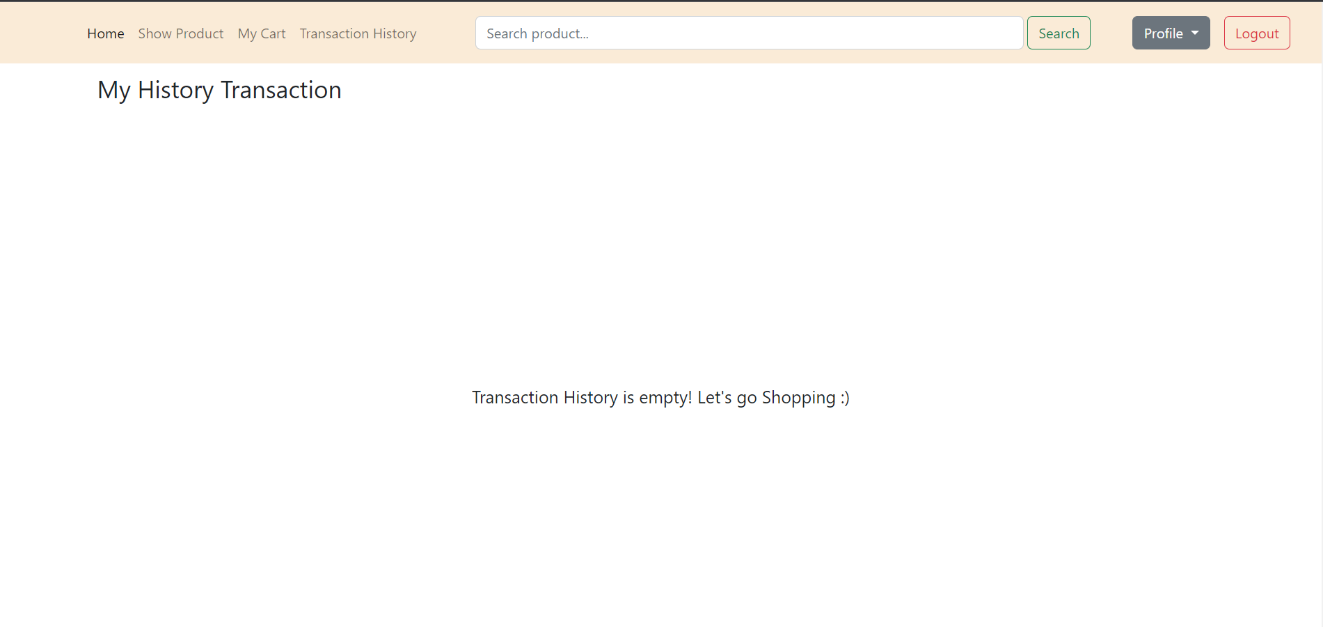 Home Show Product My Cart Transaction History Search product... Search Profile Logout
My History Transaction
Transaction History is empty! Let's go Shopping :)